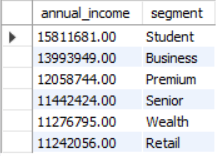 annual_income segment
15811681.00 Student
13993949.00 Business
12058744.00 Premium
11442424.00 Senior
11276795.00 Wealth
11242056.00 Retail